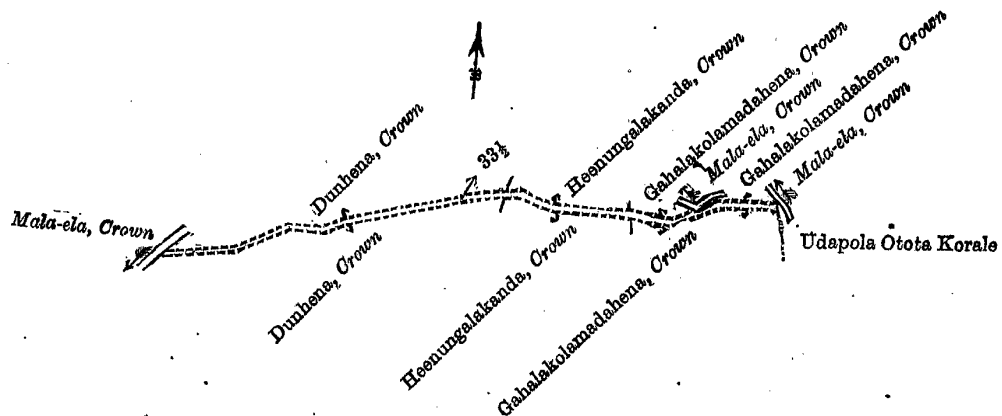 Mala-ela, Crown
Dunhena, Crown
33½
Heenungalakanda, Crown
Gahalakolamadahena, Crown
Mala-ela, Crown
Gahalakolamadahena, Crown
Mala-ela, Crown
Udapola Otota Korale
Dunhena, Crown
Heenungalakanda, Crown
Gahalakolamadahena, Crown